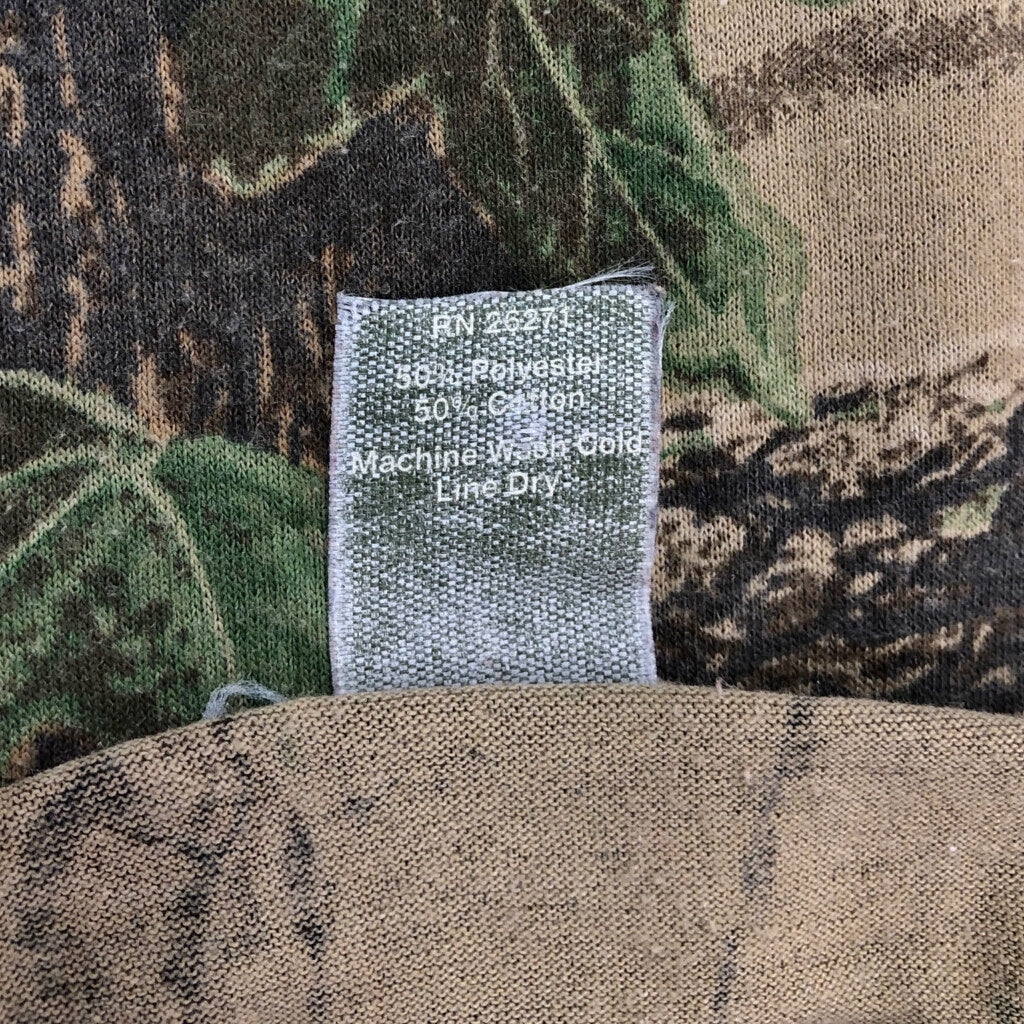 RN 26271
50% Polyester
50% Cotton
Machine Wash Cold
Line Dry